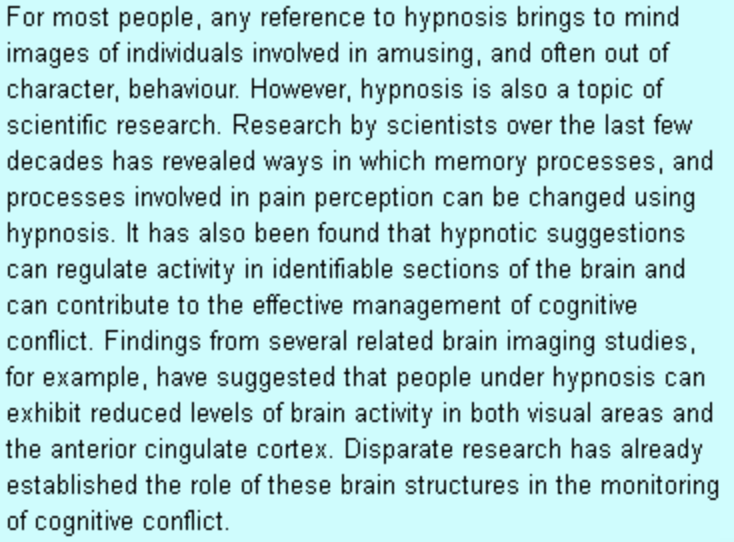 For most people, any reference to hypnosis brings to mind
images of individuals involved in amusing, and often out of
character, behaviour. However, hypnosis is also a topic of
scientific research. Research by scientists over the last few
decades has revealed ways in which memory processes, and
processes involved in pain perception can be changed using
hypnosis. It has also been found that hypnotic suggestions
can regulate activity in identifiable sections of the brain and
can contribute to the effective management of cognitive
conflict. Findings from several related brain imaging studies,
for example, have suggested that people under hypnosis can
exhibit reduced levels of brain activity in both visual areas and
the anterior cingulate cortex. Disparate research has already
established the role of these brain structures in the monitoring
of cognitive conflict.